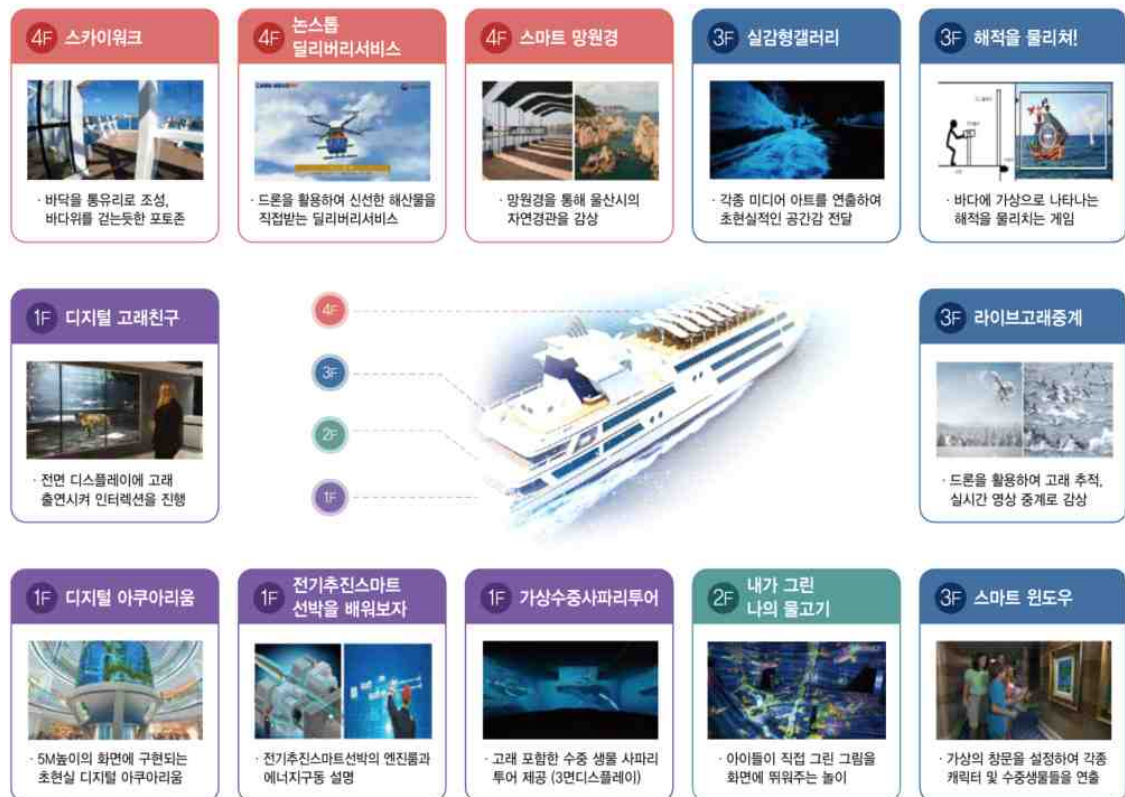 4F 스카이워크
· 바닥을 통유리로 조성,
바다위를 걷는듯한 포토존
4F 논스톱
딜리버리서비스
· 드론을 활용하여 신선한 해산물을
직접받는 딜리버리서비스
4F 스마트 망원경
· 망원경을 통해 울산시의
자연경관을 감상
3F 실감형갤러리
· 각종 미디어 아트를 연출하여
초현실적인 공간감 전달
3F 해적을 물리쳐!
· 바다에 가상으로 나타나는
해적을 물리치는 게임
1F 디지털 고래친구
· 전면 디스플레이에 고래
출연시켜 인터렉션을 진행
4F
3F
2F
1F
3F 라이브고래중계
· 드론을 활용하여 고래 추적,
실시간 영상 중계로 감상
1F 디지털 아쿠아리움
· 5M높이의 화면에 구현되는
초현실 디지털 아쿠아리움
1F 전기추진스마트
선박을 배워보자
· 전기추진스마트선박의 엔진룸과
에너지구동 설명
1F 가상수중사파리투어
· 고래 포함한 수중 생물 사파리
투어 제공 (3면디스플레이)
2F 내가 그린
나의 물고기
· 아이들이 직접 그린 그림을
화면에 띄워주는 놀이
3F 스마트 윈도우
· 가상의 창문을 설정하여 각종
캐릭터 및 수중생물들을 연출